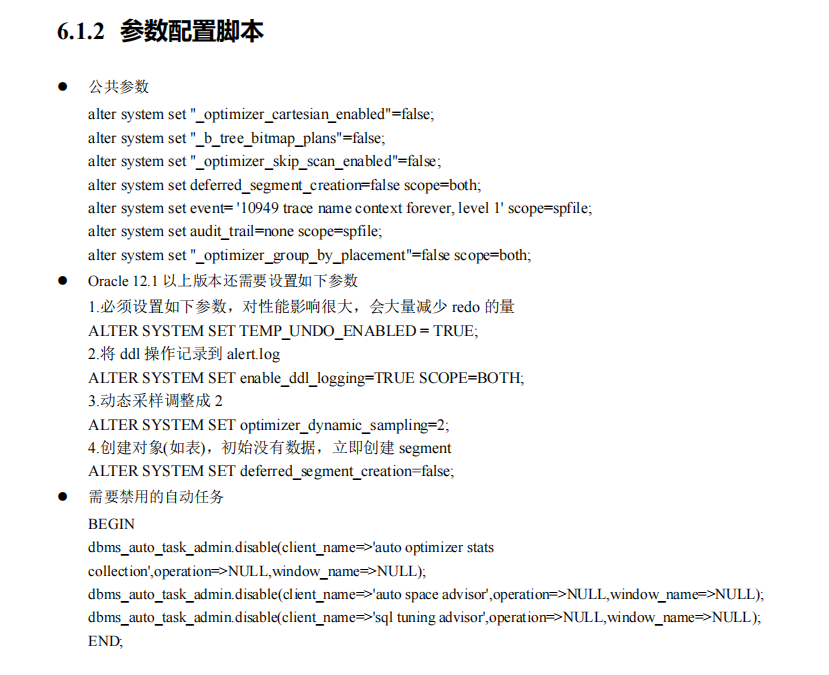 6.1.2 参数配置脚本
● 公共参数
alter system set "_optimizer_cartesian_enabled"=false;
alter system set "_b_tree_bitmap_plans"=false;
alter system set "_optimizer_skip_scan_enabled"=false;
alter system set deferred_segment_creation=false scope=both;
alter system set event= '10949 trace name context forever, level 1' scope=spfile;
alter system set audit_trail=none scope=spfile;
alter system set "_optimizer_group_by_placement"=false scope=both;
● Oracle 12.1 以上版本还需要设置如下参数
1.必须设置如下参数，对性能影响很大，会大量减少 redo 的量
ALTER SYSTEM SET TEMP_UNDO_ENABLED = TRUE;
2.将 ddl 操作记录到 alert.log
ALTER SYSTEM SET enable_ddl_logging=TRUE SCOPE=BOTH;
3.动态采样调整成 2
ALTER SYSTEM SET optimizer_dynamic_sampling=2;
4.创建对象(如表)，初始没有数据，立即创建 segment
ALTER SYSTEM SET deferred_segment_creation=false;
● 需要禁用的自动任务
BEGIN
dbms_auto_task_admin.disable(client_name=>'auto optimizer stats
collection',operation=>NULL,window_name=>NULL);
dbms_auto_task_admin.disable(client_name=>'auto space advisor',operation=>NULL,window_name=>NULL);
dbms_auto_task_admin.disable(client_name=>'sql tuning advisor',operation=>NULL,window_name=>NULL);
END;